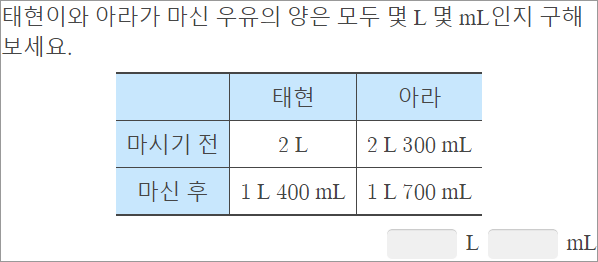 태현이와 아라가 마신 우유의 양은 모두 몇 L 몇 mL인지 구해
보세요.
태현 아라
마시기 전 2 L 2 L 300 mL
마신 후 1 L 400 mL 1 L 700 mL
L mL